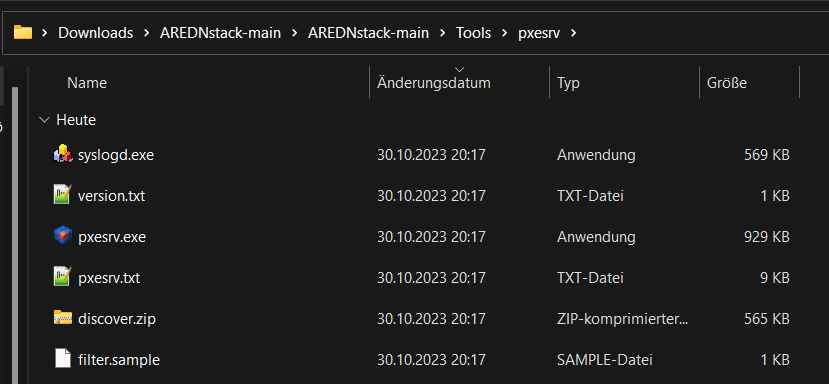 Downloads > AREDNstack-main > AREDNstack-main > Tools > pxesrv >
Name Änderungsdatum Typ Größe
Heute
syslogd.exe 30.10.2023 20:17 Anwendung 569 KB
version.txt 30.10.2023 20:17 TXT-Datei 1 KB
pxesrv.exe 30.10.2023 20:17 Anwendung 929 KB
pxesrv.txt 30.10.2023 20:17 TXT-Datei 9 KB
discover.zip 30.10.2023 20:17 ZIP-komprimierter... 565 KB
filter.sample 30.10.2023 20:17 SAMPLE-Datei 1 KB